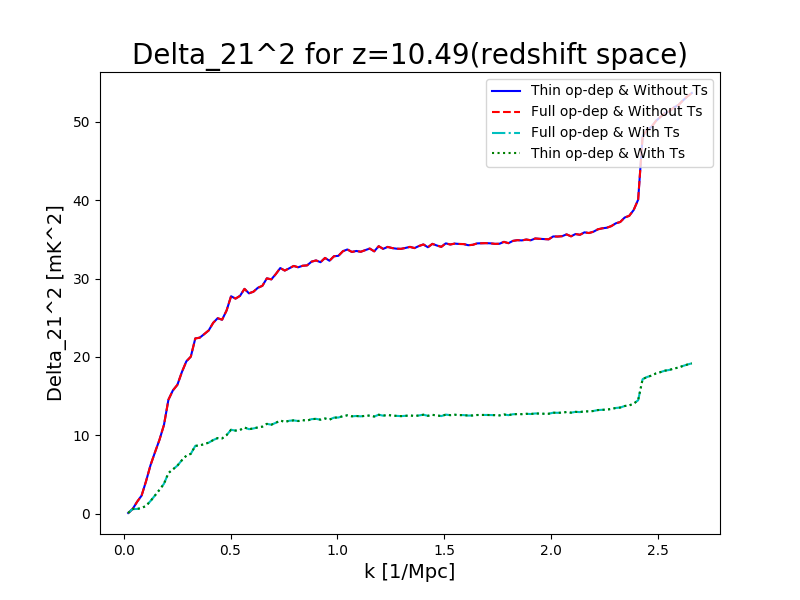 Delta_21^2 for z=10.49(redshift space)
Thin op-dep & Without Ts
Full op-dep & Without Ts
Full op-dep & With Ts
Thin op-dep & With Ts
Delta_21^2 [mK^2]
50
40
30
20
10
0
0.0 0.5 1.0 1.5 2.0 2.5
k [1/Mpc]